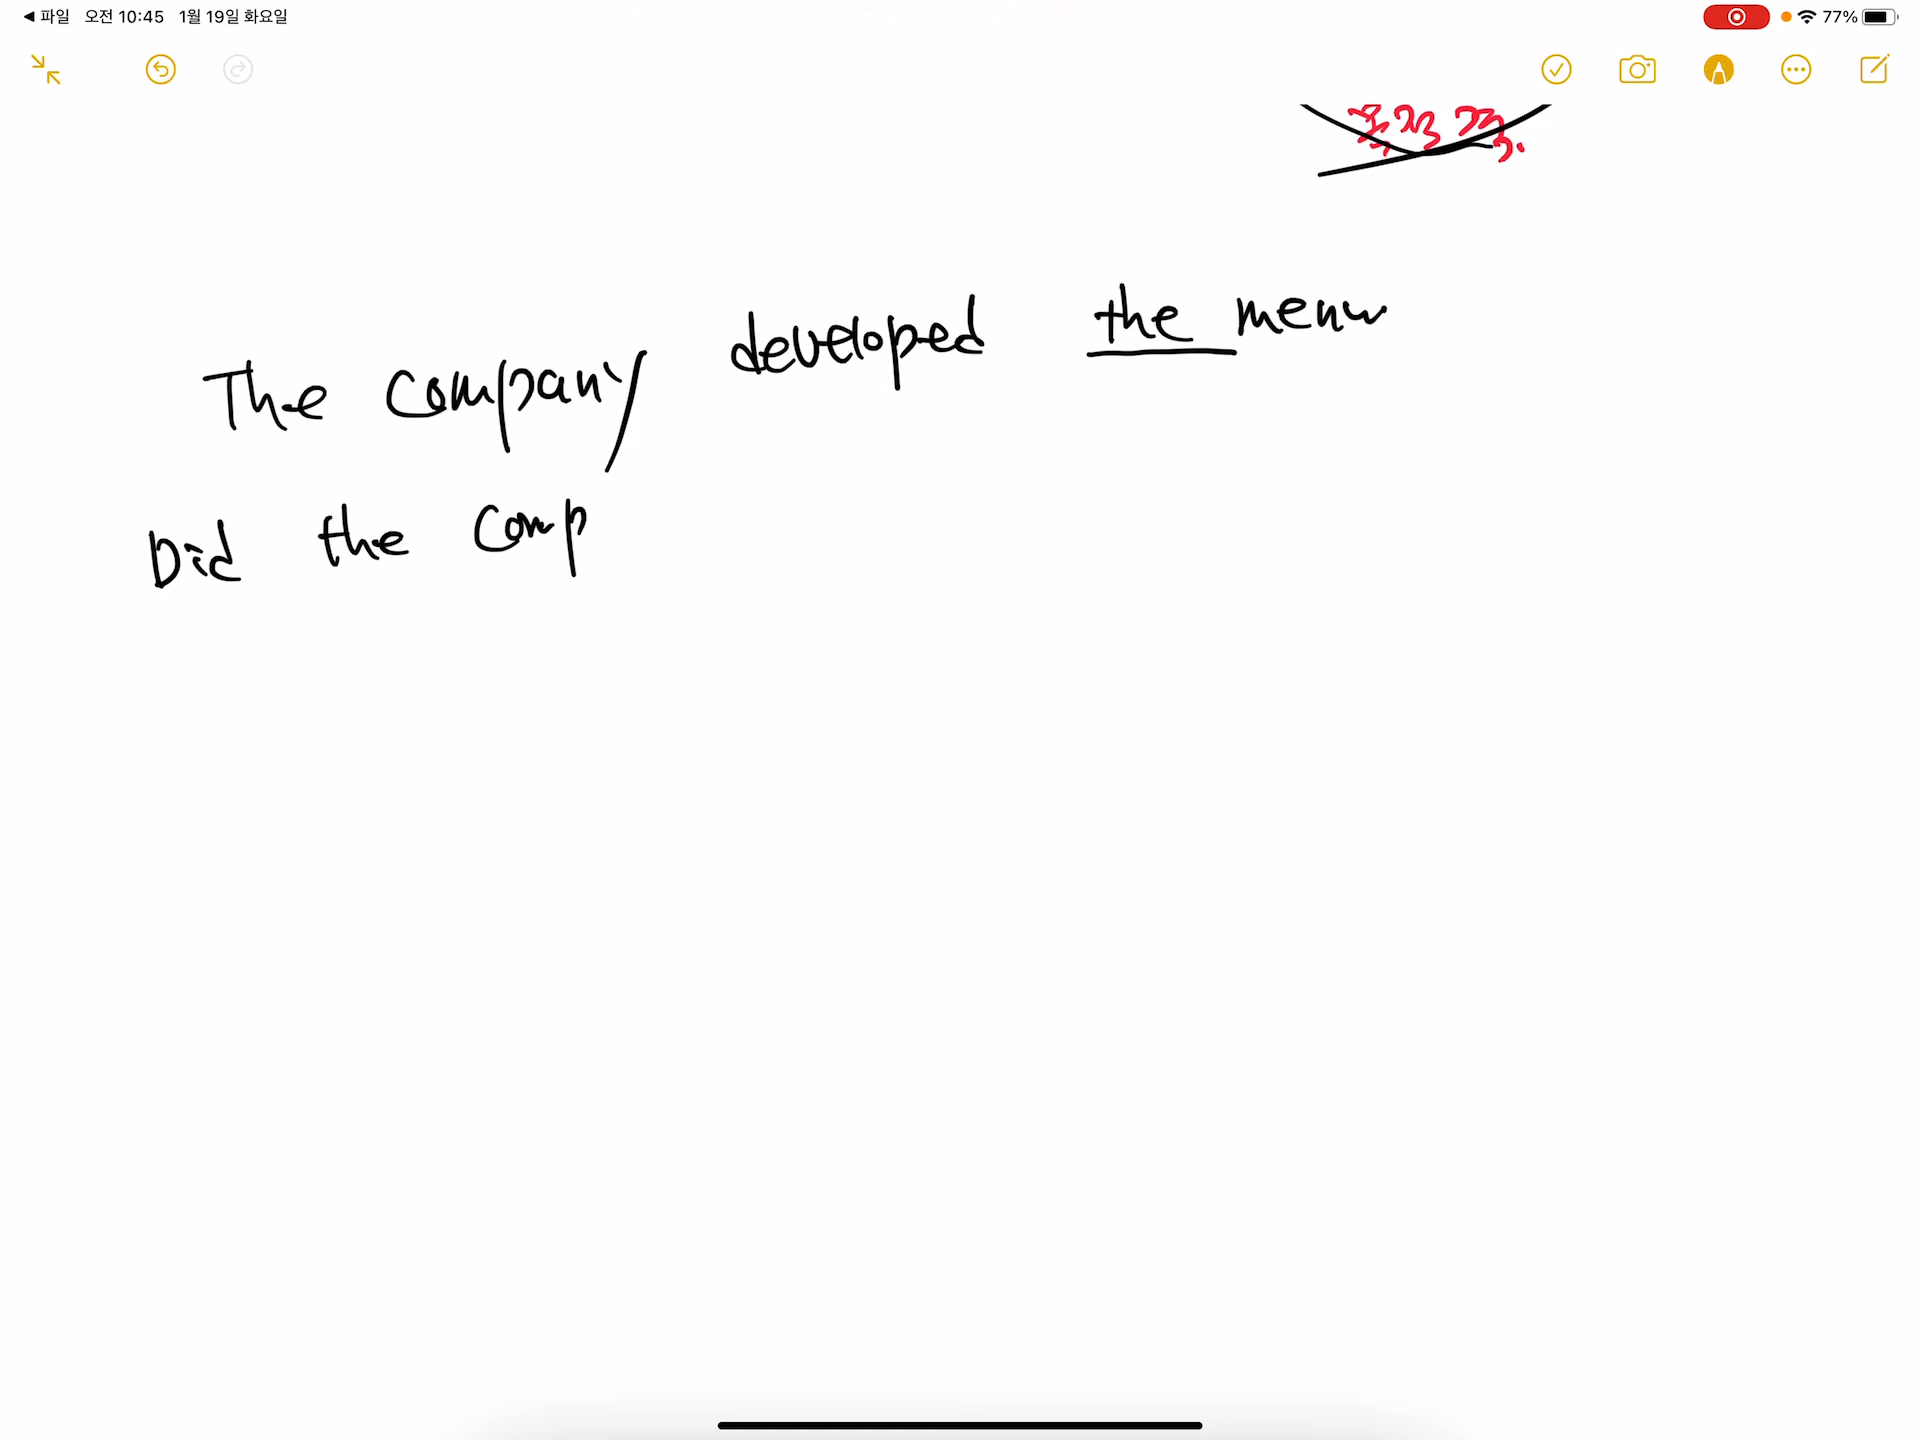 ◀ 파일 오전 10:45 1월 19일 화요일 77%
The company developed the menu
Did the comp